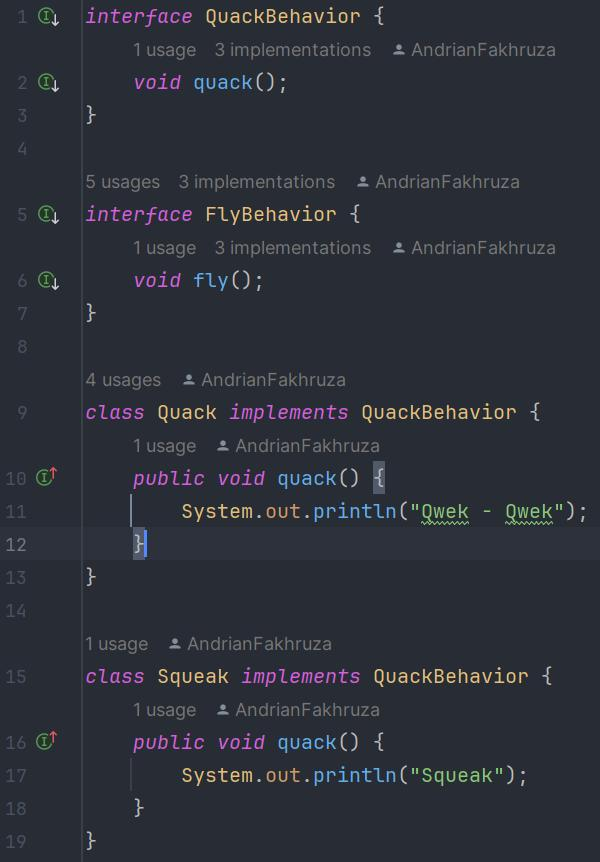 1 interface QuackBehavior {
1 usage 3 implementations AndrianFakhruza
2 void quack();
3 }
4
5 usages 3 implementations AndrianFakhruza
5 interface FlyBehavior {
1 usage 3 implementations AndrianFakhruza
6 void fly();
7 }
8
4 usages AndrianFakhruza
9 class Quack implements QuackBehavior {
1 usage AndrianFakhruza
10 public void quack() {
11 System.out.println("Qwek - Qwek");
12 }
13 }
14
1 usage AndrianFakhruza
15 class Squeak implements QuackBehavior {
1 usage AndrianFakhruza
16 public void quack() {
17 System.out.println("Squeak");
18 }
19 }